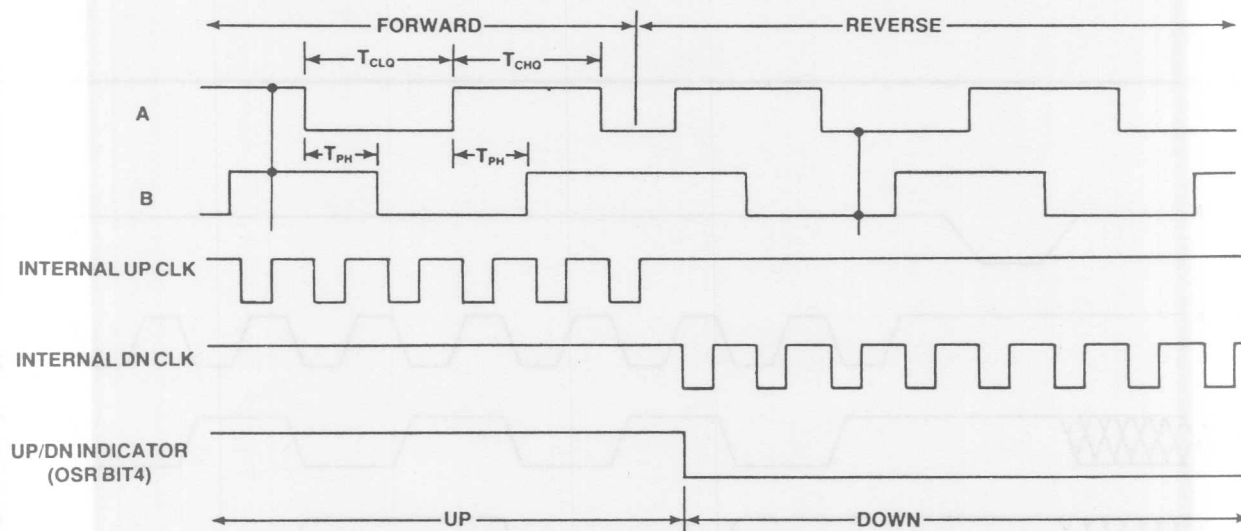 FORWARD REVERSE
TCLQ TCHQ
A
TPH TPH
B
INTERNAL UP CLK
INTERNAL DN CLK
UP/DN INDICATOR
(OSR BIT4)
UP DOWN